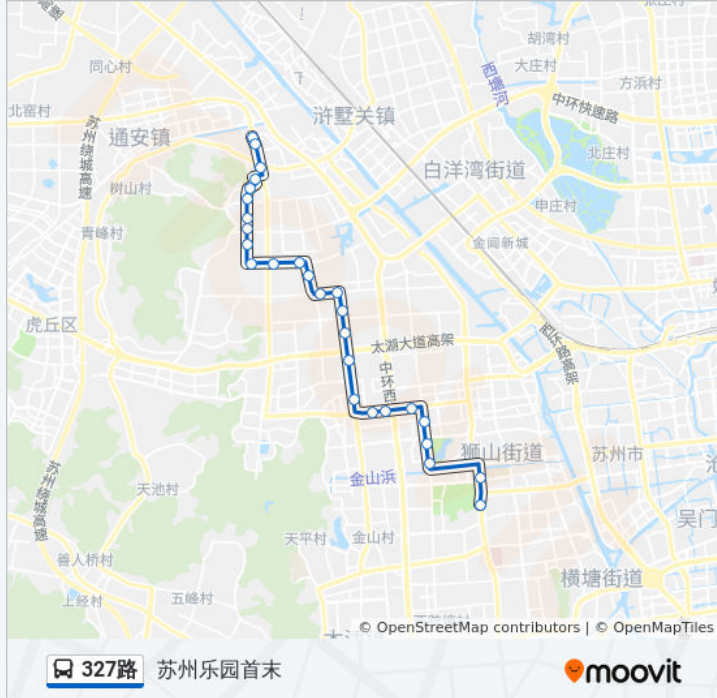 同心村
胡湾村
大庄村
方浜村
西塘河
中环快速路
北窑村
浒墅关镇
通安镇
苏州绕城高速
白洋湾街道
北庄村
树山村
申庄村
青峰村
金阊新城
虎丘区
太湖大道高架
西环路高架
中环西
狮山街道
苏州市
金山浜
天池村
苏州绕城高速
吴门
天平村
金山村
善人桥村
横塘街道
上经村
五峰村
© OpenStreetMap contributors | © OpenMapTiles
327路 苏州乐园首末
moovit